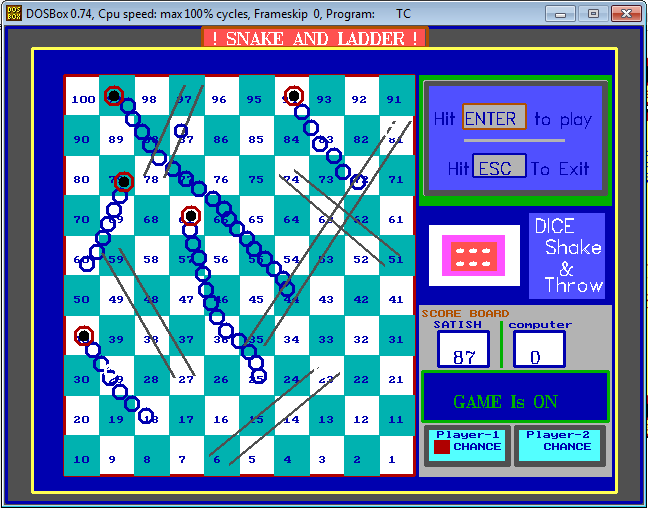 DOSBox 0.74, Cpu speed: max 100% cycles, Frameskip 0, Program: TC
! SNAKE AND LADDER !
100 98 97 96 95 93 92 91
90 89 88 87 86 85 84 83 82 81
80 78 77 76 75 74 73 72 71
70 69 68 66 65 64 63 62 61
60 59 58 57 56 55 54 53 52 51
50 49 48 47 46 45 44 43 42 41
39 38 37 36 35 34 33 32 31
30 29 28 27 26 25 24 23 22 21
20 19 18 17 16 15 14 13 12 11
10 9 8 7 6 5 4 3 2 1
Hit ENTER to play
Hit ESC To Exit
DICE
Shake
&
Throw
SCORE BOARD
SATISH computer
87 0
GAME Is ON
Player-1 Player-2
CHANCE CHANCE